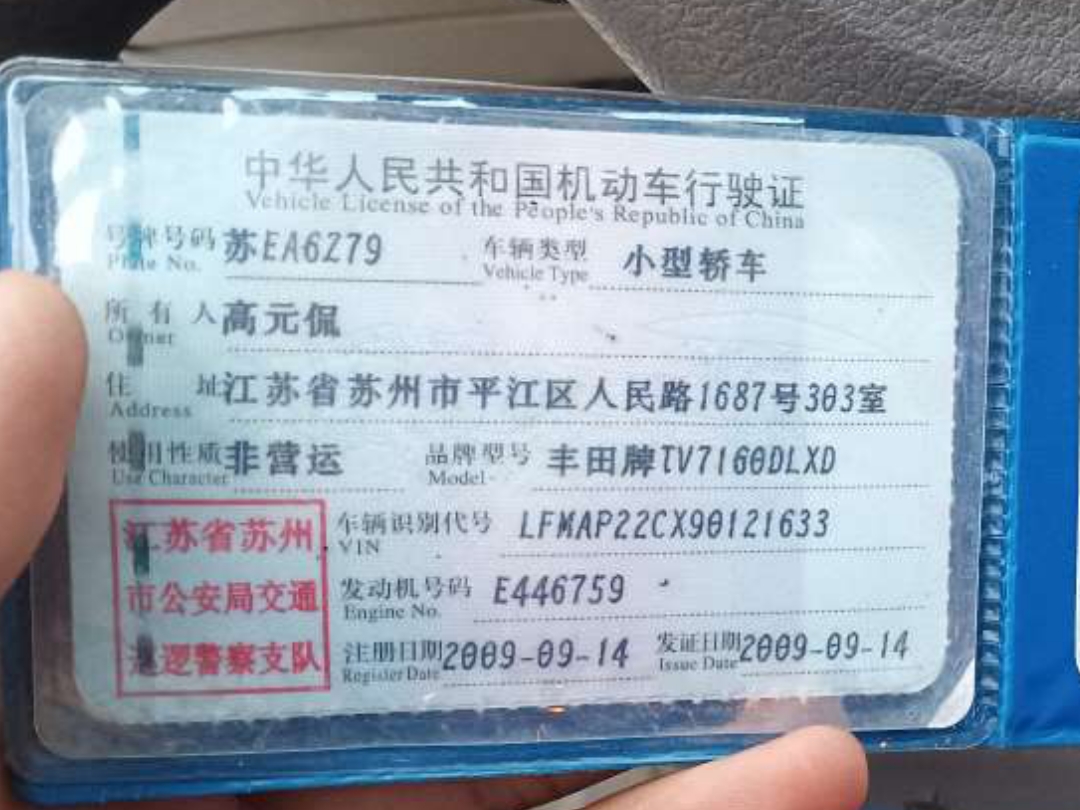 中华人民共和国机动车行驶证
Vehicle License of the People's Republic of China
号牌号码 苏EA6279 车辆类型 小型轿车
Plate No. Vehicle Type
所有人 高元侃
Owner
住址 江苏省苏州市平江区人民路1687号303室
Address
使用性质 非营运 品牌型号 丰田牌TV7160DLXD
Use Character Model
江苏省苏州
市公安局交通
巡逻警察支队
车辆识别代号 LFMAP22CX90121633
VIN
发动机号码 E446759
Engine No.
注册日期 2009-09-14 发证日期 2009-09-14
Register Date Issue Date